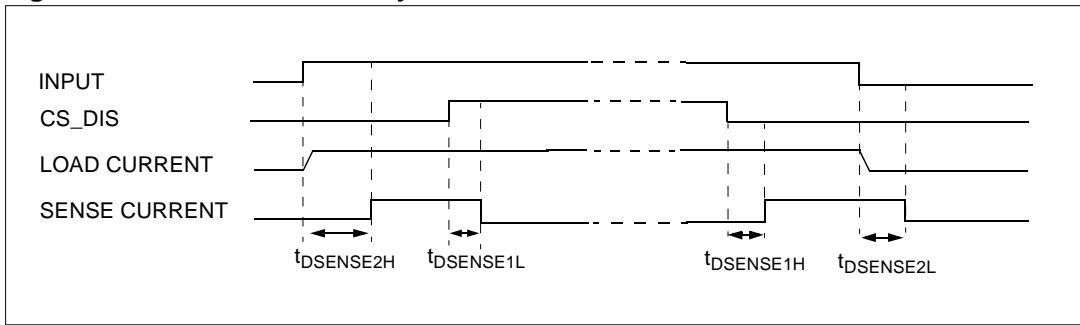 INPUT
CS_DIS
LOAD CURRENT
SENSE CURRENT
tDSENSE2H tDSENSE1L tDSENSE1H tDSENSE2L